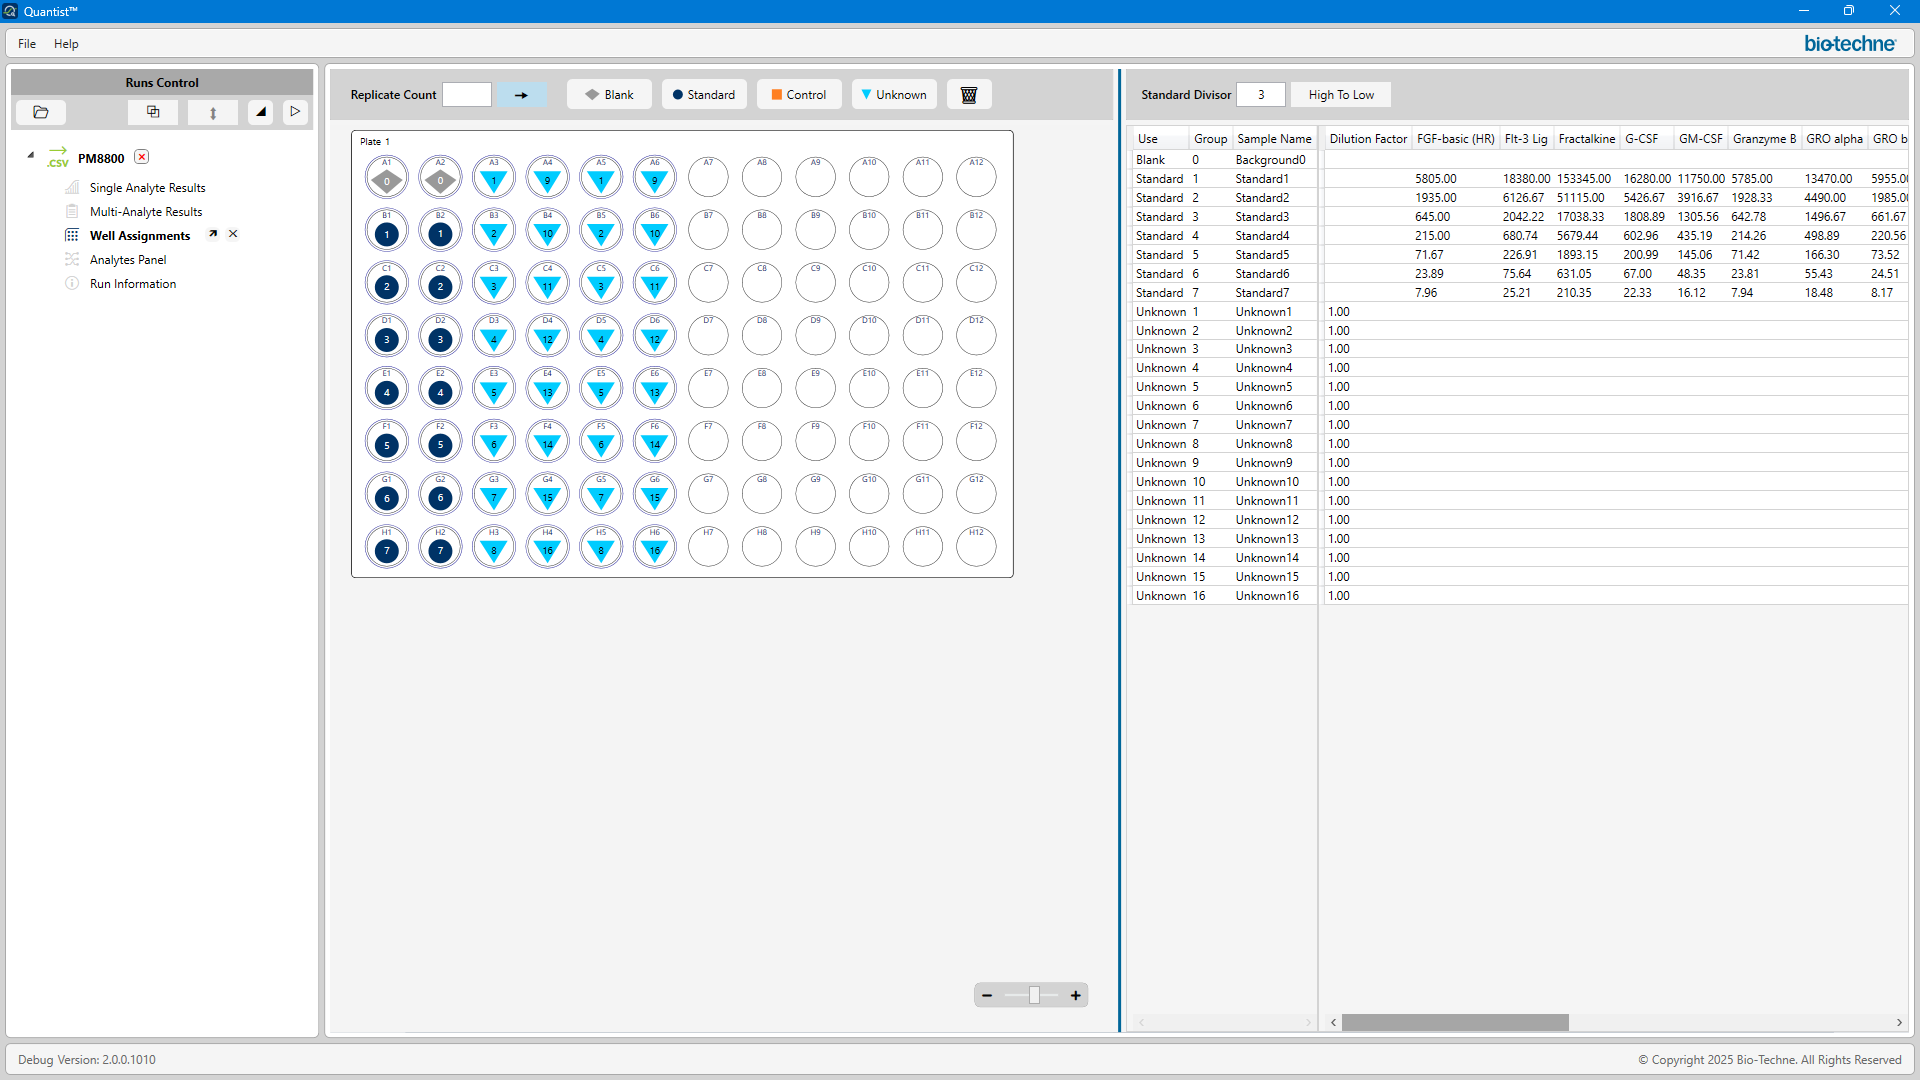 Quantist™
File Help
bio-techne
Runs Control
PM8800
.CSV
Single Analyte Results
Multi-Analyte Results
Well Assignments
Analytes Panel
Run Information
Replicate Count
Blank
Standard
Control
Unknown
Plate 1
A1 A2 A3 A4 A5 A6 A7 A8 A9 A10 A11 A12
0 0 1 9 1 9
B1 B2 B3 B4 B5 B6 B7 B8 B9 B10 B11 B12
1 1 2 10 2 10
C1 C2 C3 C4 C5 C6 C7 C8 C9 C10 C11 C12
2 2 3 11 3 11
D1 D2 D3 D4 D5 D6 D7 D8 D9 D10 D11 D12
3 3 4 12 4 12
E1 E2 E3 E4 E5 E6 E7 E8 E9 E10 E11 E12
4 4 5 13 5 13
F1 F2 F3 F4 F5 F6 F7 F8 F9 F10 F11 F12
5 5 6 14 6 14
G1 G2 G3 G4 G5 G6 G7 G8 G9 G10 G11 G12
6 6 7 15 7 15
H1 H2 H3 H4 H5 H6 H7 H8 H9 H10 H11 H12
7 7 8 16 8 16
Standard Divisor 3 High To Low
Use Group Sample Name Dilution Factor FGF-basic (HR) Flt-3 Lig Fractalkine G-CSF GM-CSF Granzyme B GRO alpha GRO b
Blank 0 Background0
Standard 1 Standard1 5805.00 18380.00 153345.00 16280.00 11750.00 5785.00 13470.00 5955.00
Standard 2 Standard2 1935.00 6126.67 51115.00 5426.67 3916.67 1928.33 4490.00 1985.00
Standard 3 Standard3 645.00 2042.22 17038.33 1808.89 1305.56 642.78 1496.67 661.67
Standard 4 Standard4 215.00 680.74 5679.44 602.96 435.19 214.26 498.89 220.56
Standard 5 Standard5 71.67 226.91 1893.15 200.99 145.06 71.42 166.30 73.52
Standard 6 Standard6 23.89 75.64 631.05 67.00 48.35 23.81 55.43 24.51
Standard 7 Standard7 7.96 25.21 210.35 22.33 16.12 7.94 18.48 8.17
Unknown 1 Unknown1 1.00
Unknown 2 Unknown2 1.00
Unknown 3 Unknown3 1.00
Unknown 4 Unknown4 1.00
Unknown 5 Unknown5 1.00
Unknown 6 Unknown6 1.00
Unknown 7 Unknown7 1.00
Unknown 8 Unknown8 1.00
Unknown 9 Unknown9 1.00
Unknown 10 Unknown10 1.00
Unknown 11 Unknown11 1.00
Unknown 12 Unknown12 1.00
Unknown 13 Unknown13 1.00
Unknown 14 Unknown14 1.00
Unknown 15 Unknown15 1.00
Unknown 16 Unknown16 1.00
Debug Version: 2.0.0.1010
© Copyright 2025 Bio-Techne. All Rights Reserved